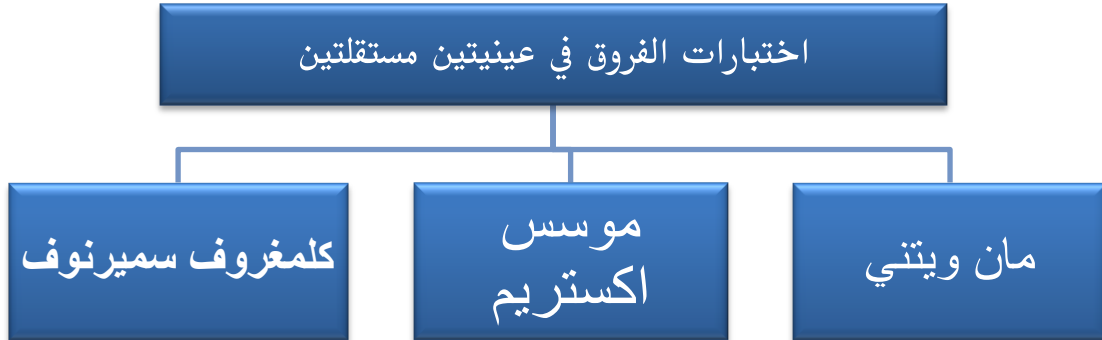 اختبارات الفروق في عينيتين مستقلتين
مان ويتني
موسس
اكستريم
كلمغروف سميرنوف